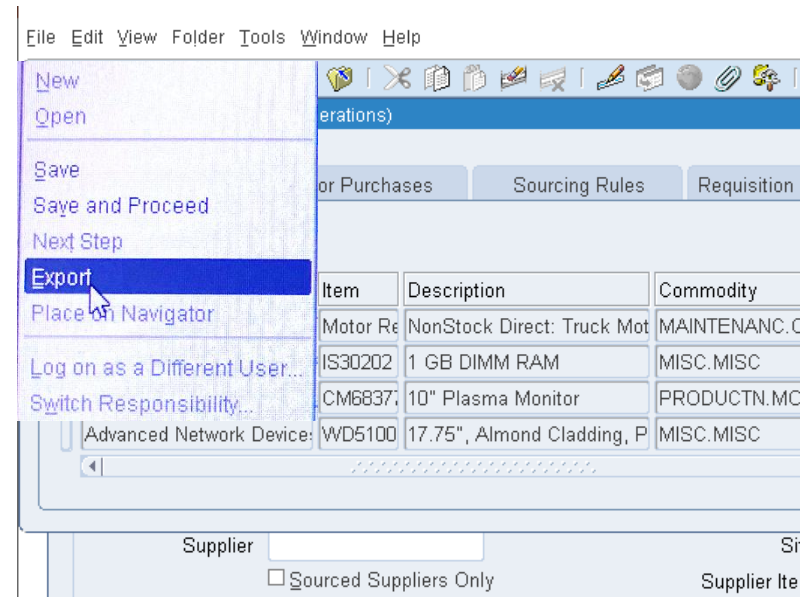 File Edit View Folder Tools Window Help
New
Open
erations)
Save
or Purchases Sourcing Rules Requisition
Save and Proceed
Next Step
Export
Item Description Commodity
Place on Navigator
Motor Re NonStock Direct: Truck Mot MAINTENANC.C
Log on as a Different User...
IS30202 1 GB DIMM RAM MISC.MISC
Switch Responsibility...
CM6837 10" Plasma Monitor PRODUCTN.MO
Advanced Network Device WD5100 17.75", Almond Cladding, P MISC.MISC
Supplier Si
Sourced Suppliers Only Supplier Ite